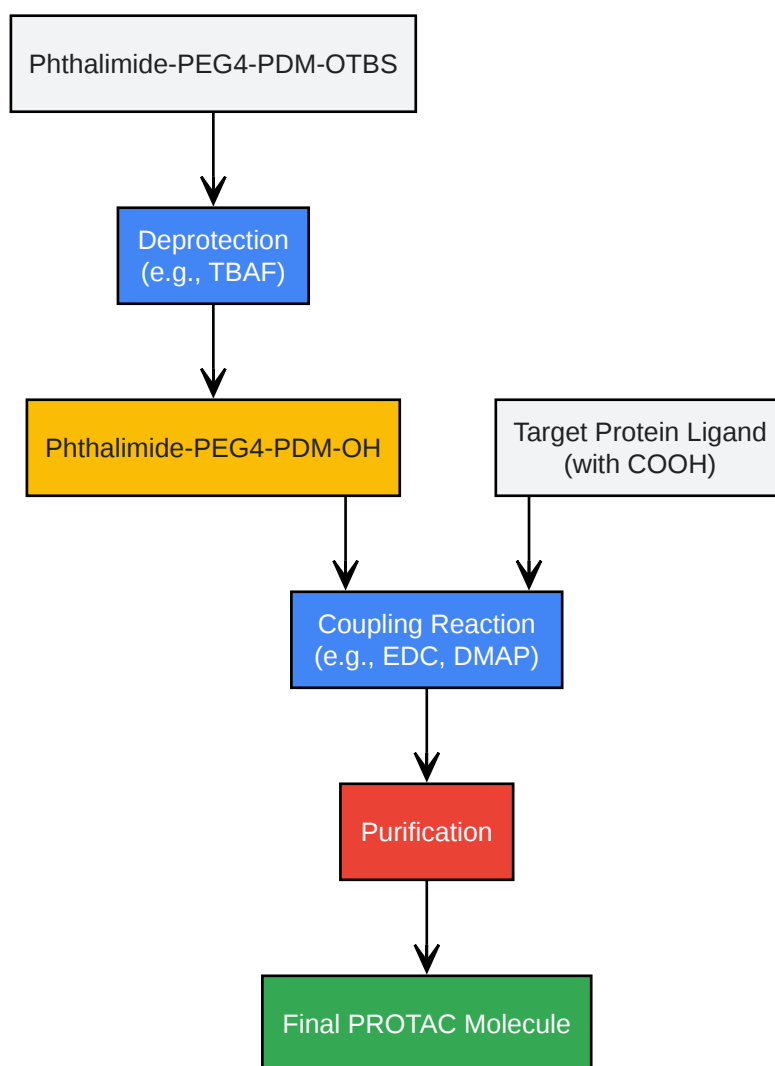 Phthalimide-PEG4-PDM-OTBS
Deprotection
(e.g., TBAF)
Phthalimide-PEG4-PDM-OH
Target Protein Ligand
(with COOH)
Coupling Reaction
(e.g., EDC, DMAP)
Purification
Final PROTAC Molecule